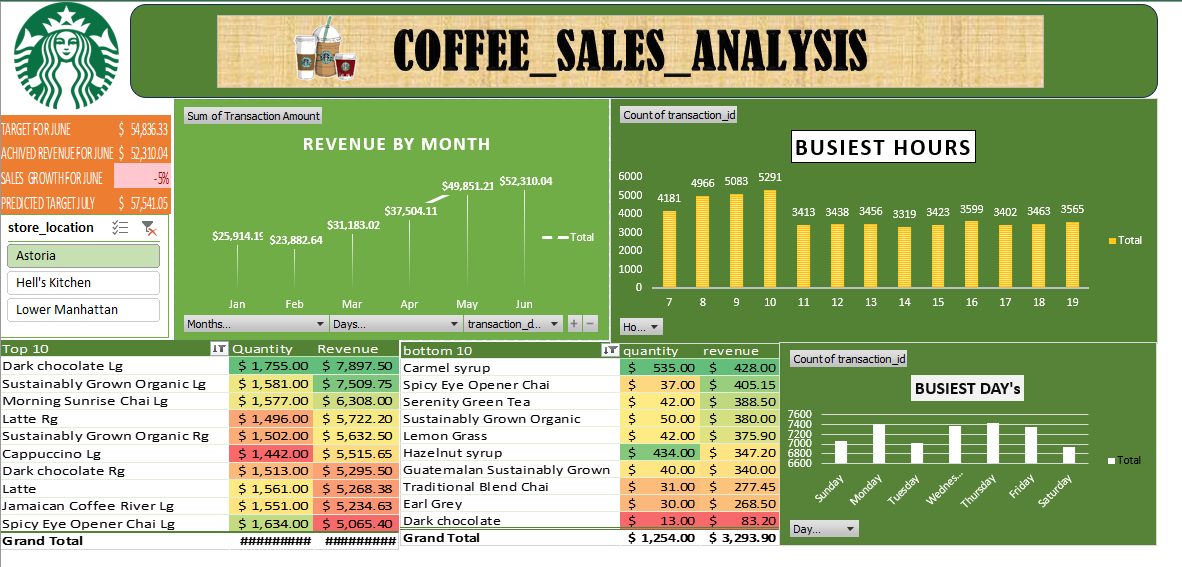 COFFEE_SALES_ANALYSIS
TARGET FOR JUNE $ 54,836.33
ACHIVED REVENUE FOR JUNE $ 52,310.04
SALES GROWTH FOR JUNE -5%
PREDICTED TARGET JULY $ 57,541.05
store_location
Astoria
Hell's Kitchen
Lower Manhattan
Sum of Transaction Amount
REVENUE BY MONTH
$25,914.19 $23,882.64 $31,183.02 $37,504.11 $49,851.21 $52,310.04
Total
Jan Feb Mar Apr May Jun
Months... Days... transaction_d... + −
Count of transaction_id
BUSIEST HOURS
6000
5000
4000
3000
2000
1000
0
4181 4966 5083 5291 3413 3438 3456 3319 3423 3599 3402 3463 3565
7 8 9 10 11 12 13 14 15 16 17 18 19
Total
Ho...
Top 10 Quantity Revenue
Dark chocolate Lg $ 1,755.00 $ 7,897.50
Sustainably Grown Organic Lg $ 1,581.00 $ 7,509.75
Morning Sunrise Chai Lg $ 1,577.00 $ 6,308.00
Latte Rg $ 1,496.00 $ 5,722.20
Sustainably Grown Organic Rg $ 1,502.00 $ 5,632.50
Cappuccino Lg $ 1,442.00 $ 5,515.65
Dark chocolate Rg $ 1,513.00 $ 5,295.50
Latte $ 1,561.00 $ 5,268.38
Jamaican Coffee River Lg $ 1,551.00 $ 5,234.63
Spicy Eye Opener Chai Lg $ 1,634.00 $ 5,065.40
Grand Total ######### #########
bottom 10 quantity revenue
Carmel syrup $ 535.00 $ 428.00
Spicy Eye Opener Chai $ 37.00 $ 405.15
Serenity Green Tea $ 42.00 $ 388.50
Sustainably Grown Organic $ 50.00 $ 380.00
Lemon Grass $ 42.00 $ 375.90
Hazelnut syrup $ 434.00 $ 347.20
Guatemalan Sustainably Grown $ 40.00 $ 340.00
Traditional Blend Chai $ 31.00 $ 277.45
Earl Grey $ 30.00 $ 268.50
Dark chocolate $ 13.00 $ 83.20
Grand Total $ 1,254.00 $ 3,293.90
Count of transaction_id
BUSIEST DAY's
7600
7400
7200
7000
6800
6600
Sunday Monday Tuesday Wednes... Thursday Friday Saturday
Total
Day...